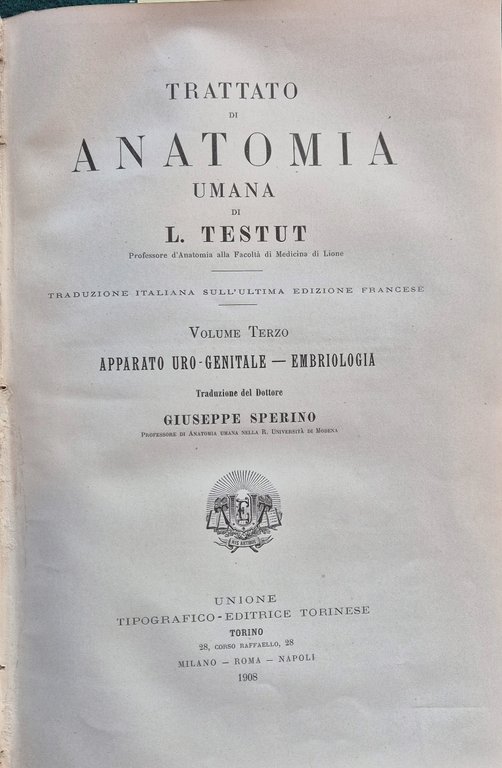 TRATTATO
DI
ANATOMIA
UMANA
DI
L. TESTUT
Professore d'Anatomia alla Facoltà di Medicina di Lione
TRADUZIONE ITALIANA SULL'ULTIMA EDIZIONE FRANCESE
VOLUME TERZO
APPARATO URO-GENITALE — EMBRIOLOGIA
Traduzione del Dottore
GIUSEPPE SPERINO
PROFESSORE DI ANATOMIA UMANA NELLA R. UNIVERSITÀ DI MODENA
UNIONE
TIPOGRAFICO-EDITRICE TORINESE
TORINO
28, CORSO RAFFAELLO, 28
MILANO — ROMA — NAPOLI
1908